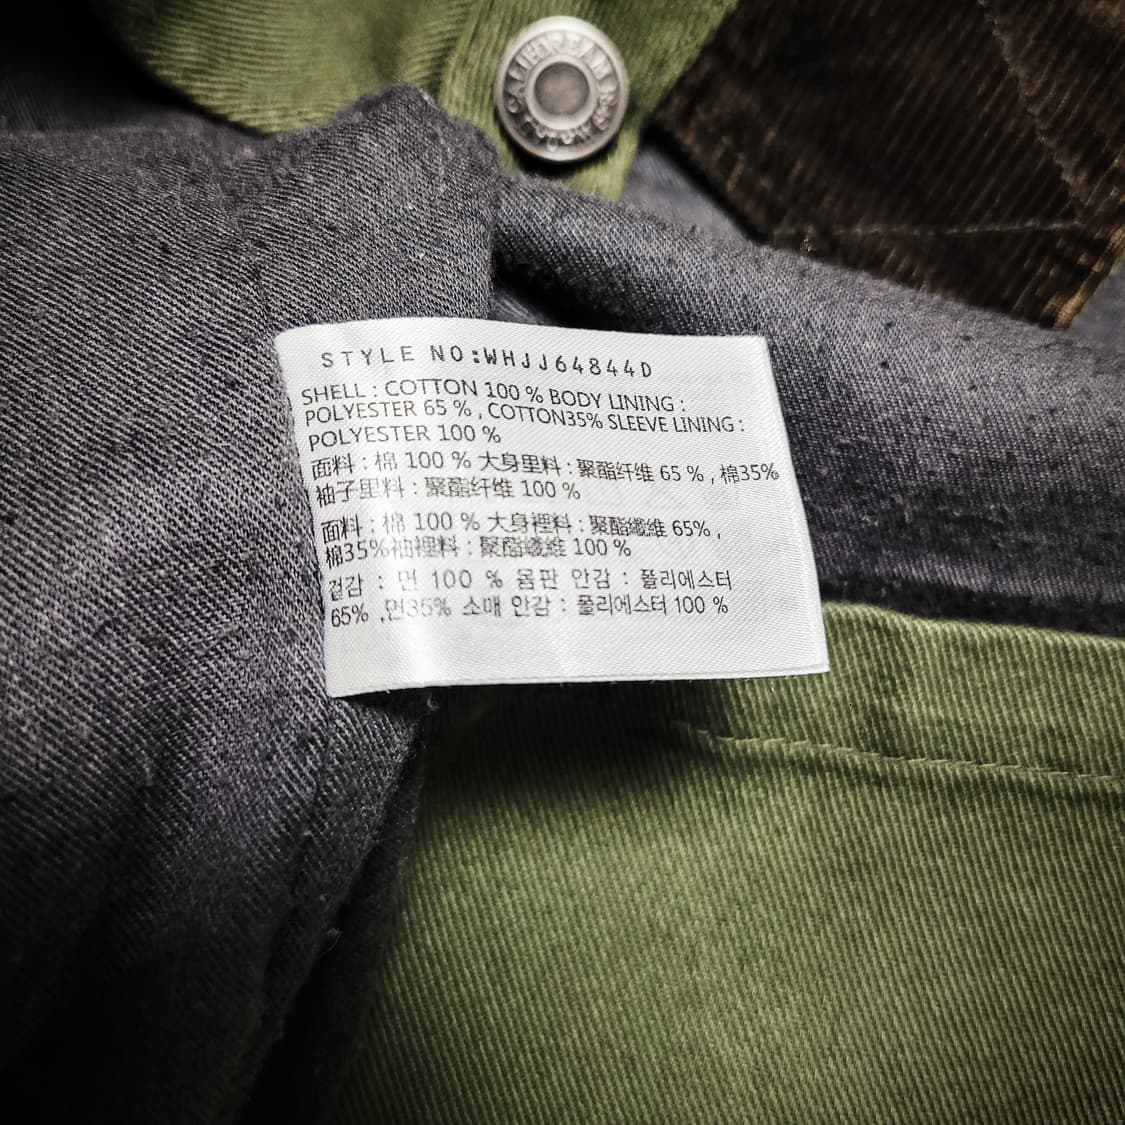 STYLE NO:WHJJ64844D
SHELL : COTTON 100 % BODY LINING :
POLYESTER 65 % , COTTON35% SLEEVE LINING :
POLYESTER 100 %
面料 : 棉 100 % 大身里料 : 聚酯纤维 65 % , 棉35%
袖子里料 : 聚酯纤维 100 %
面料 : 棉 100 % 大身裡料 : 聚酯纖維 65% ,
棉35%袖裡料 : 聚酯纖維 100 %
겉감 : 면 100 % 몸판 안감 : 폴리에스터
65% ,면35% 소매 안감 : 폴리에스터 100 %